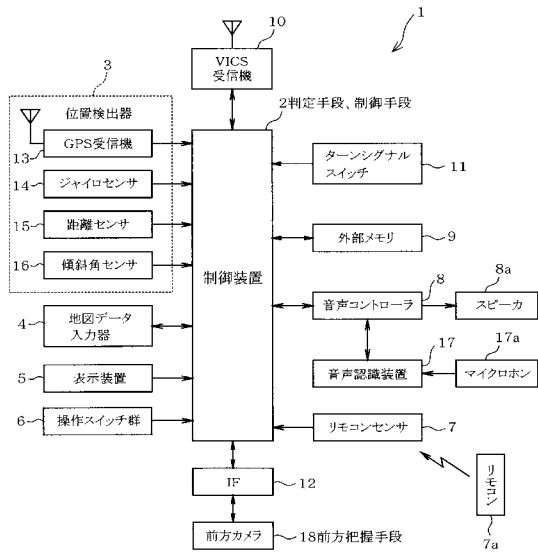 1
10
VICS
受信機
3
位置検出器
2判定手段、制御手段
GPS受信機
13
ターンシグナル
スイッチ
11
14
ジャイロセンサ
15
距離センサ
外部メモリ
9
16
傾斜角センサ
制御装置
8
8a
音声コントローラ
スピーカ
4
地図データ
入力器
17
17a
5
表示装置
音声認識装置
マイクロホン
6
操作スイッチ群
リモコンセンサ
7
IF
12
リモコン
7a
前方カメラ
18前方把握手段